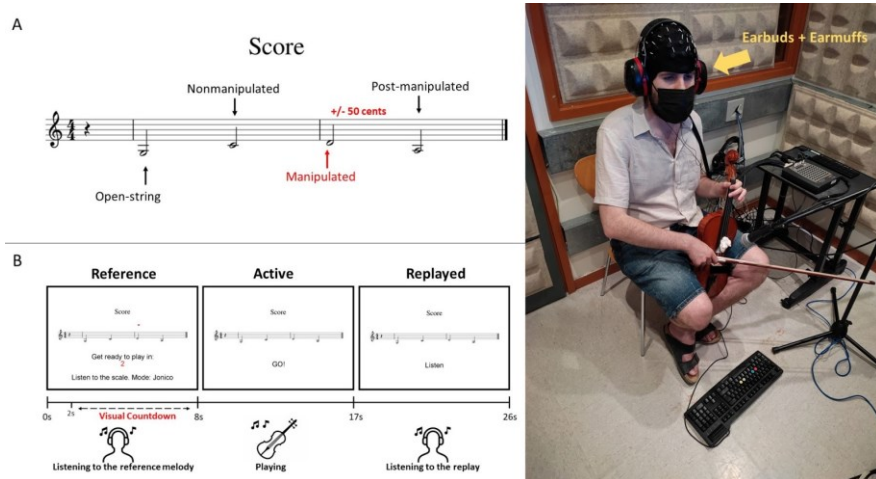 A
Score
Nonmanipulated
Post-manipulated
+/- 50 cents
4
4
Manipulated
Open-string
Earbuds + Earmuffs
B
Reference
Active
Replayed
Score
Get ready to play in:
2
Listen to the scale. Mode: Jonico
Score
GO!
Score
Listen
0s
2s
Visual Countdown
8s
17s
26s
Listening to the reference melody
Playing
Listening to the replay